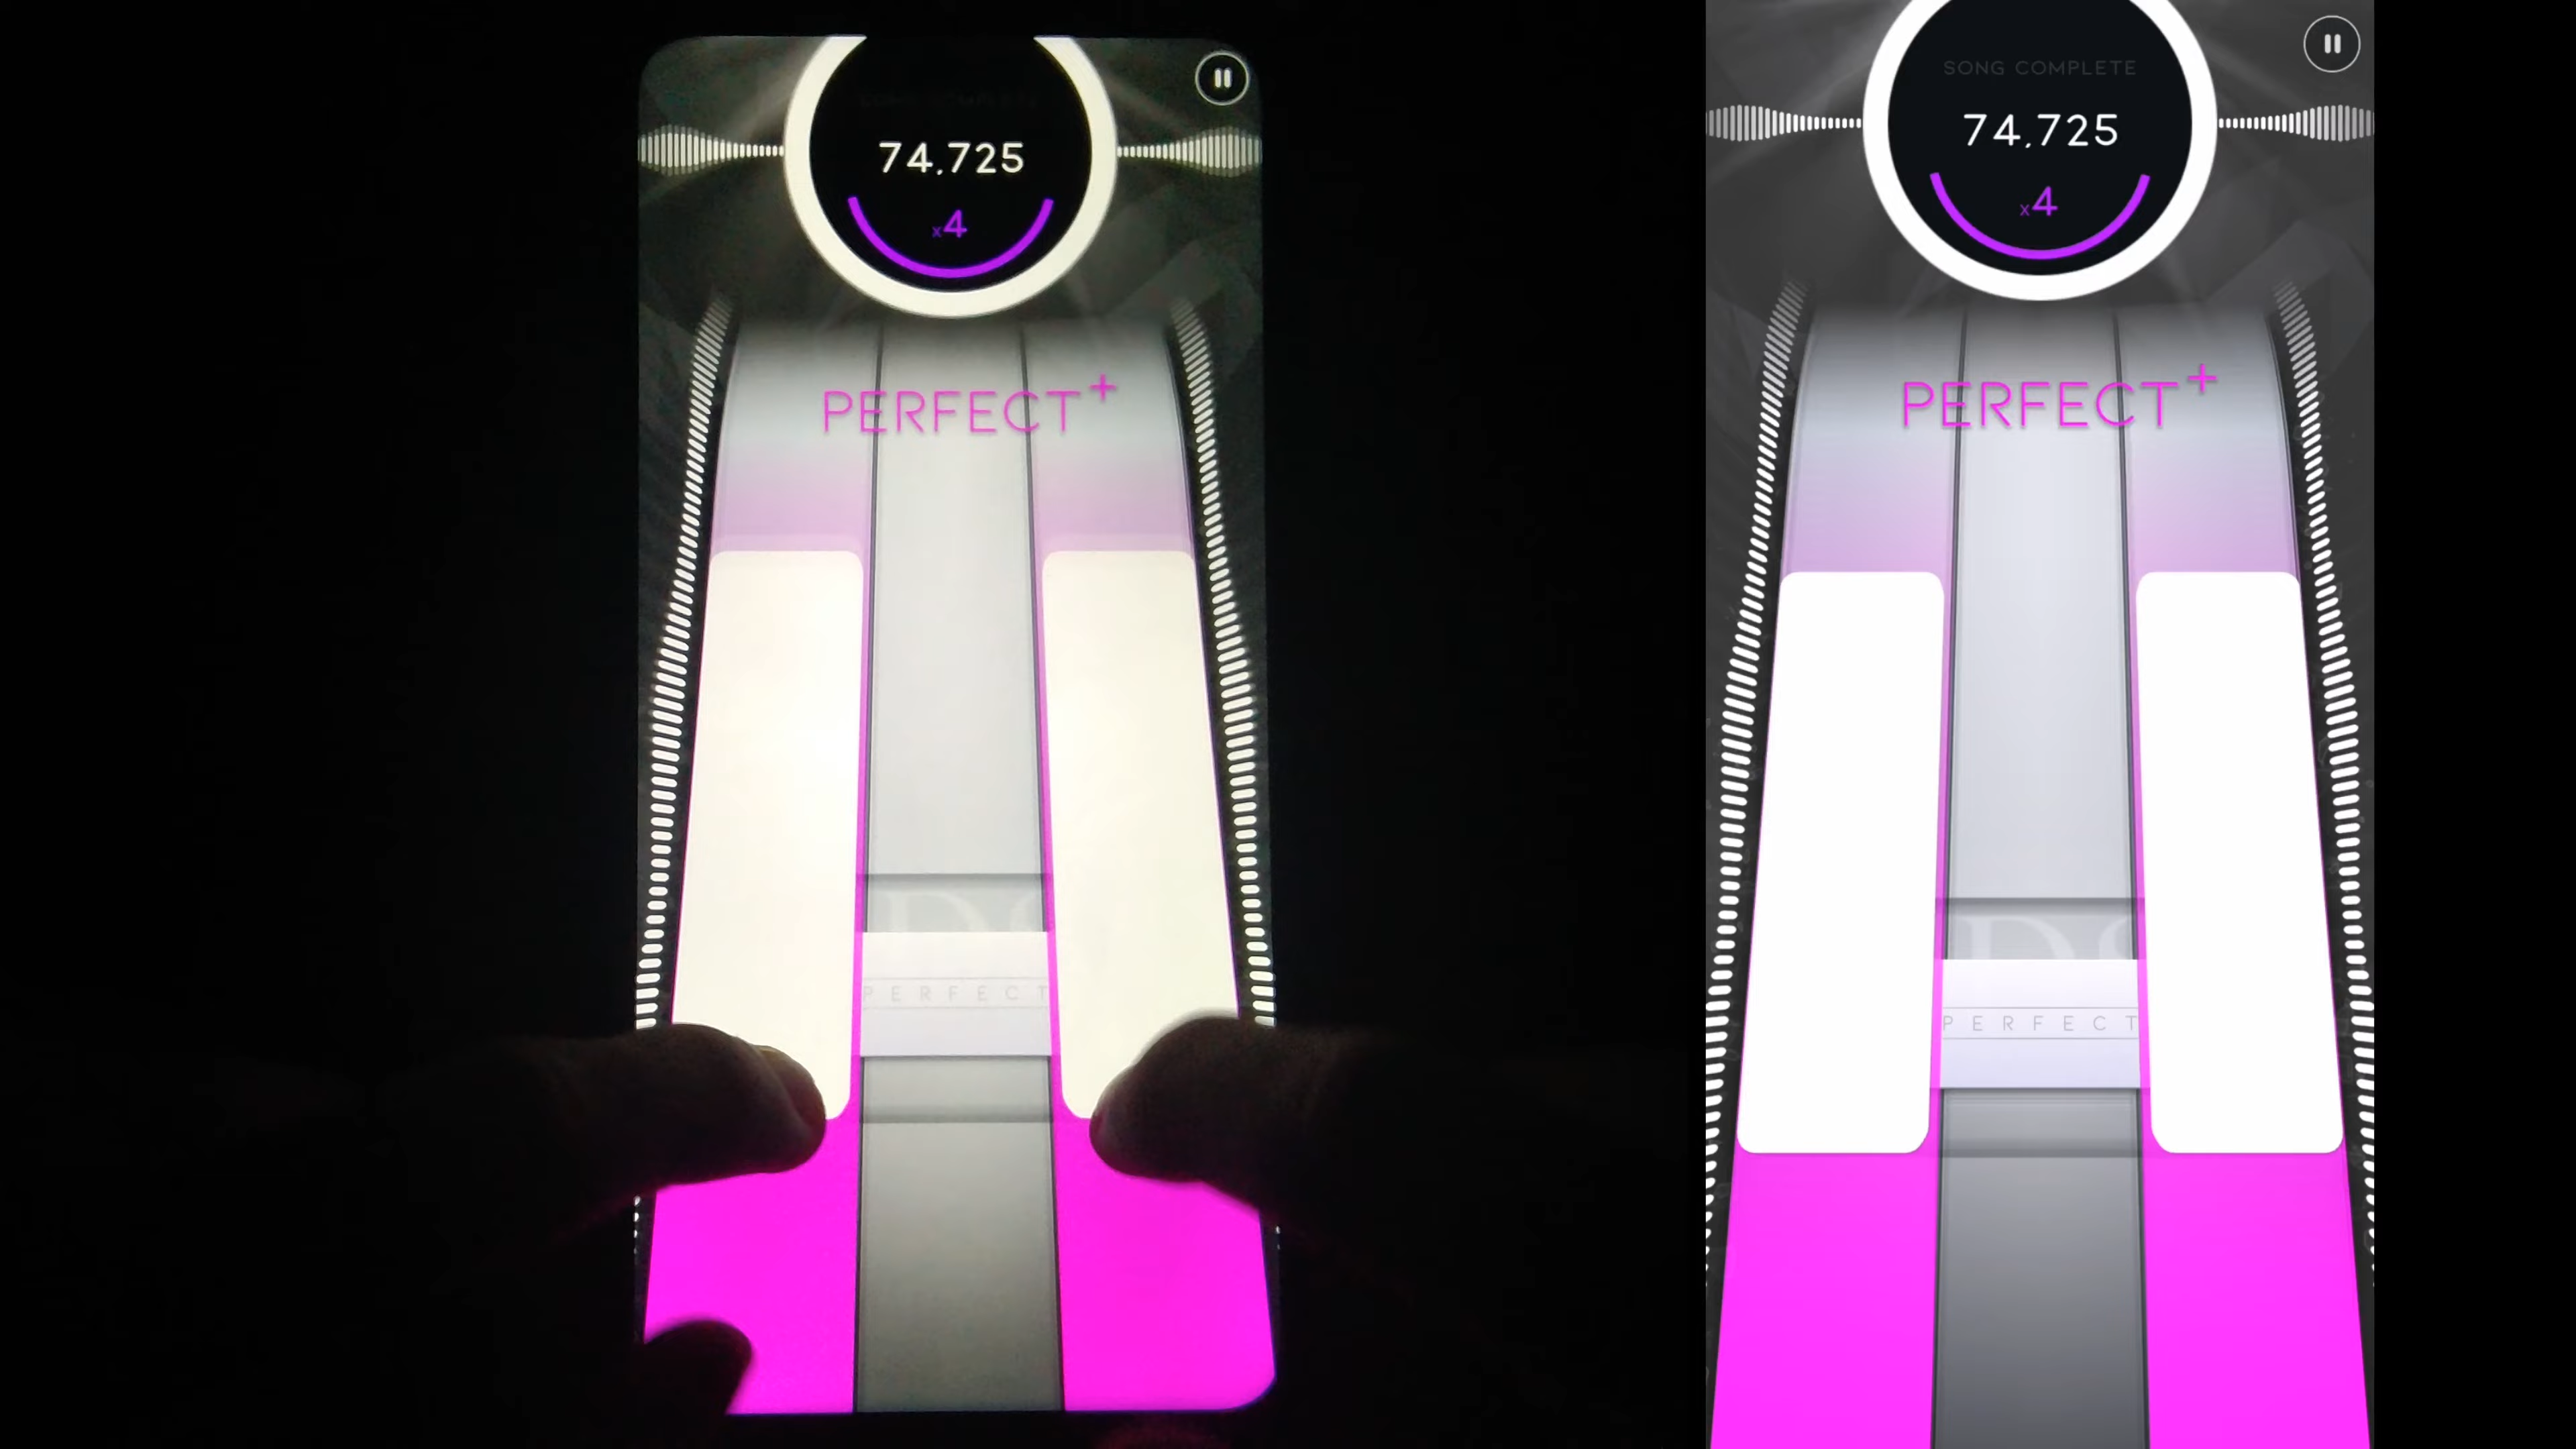 74,725
x4
PERFECT+
PERFECT
SONG COMPLETE
74,725
x4
PERFECT+
PERFECT